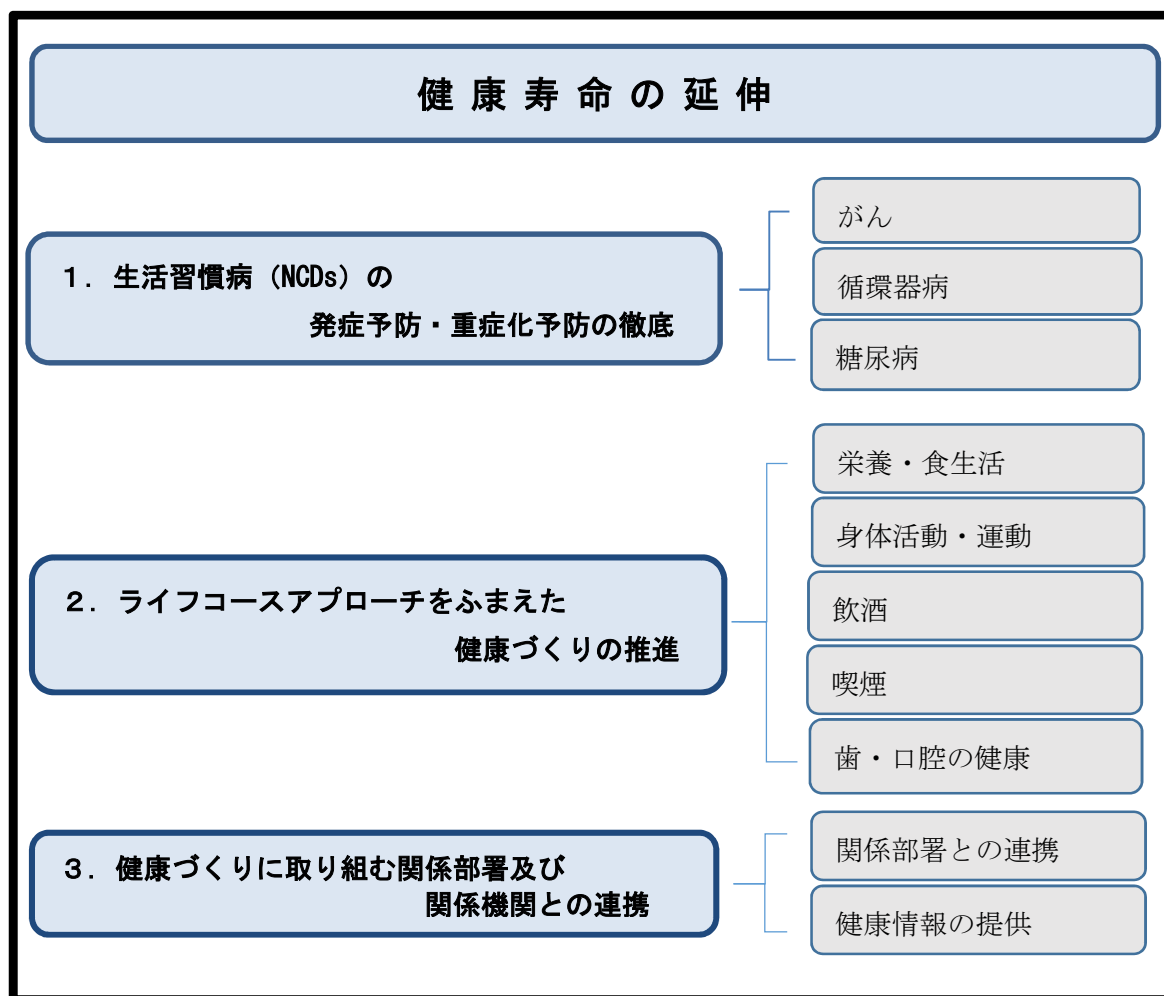 健康寿命の延伸
１．生活習慣病（NCDs）の
発症予防・重症化予防の徹底
がん
循環器病
糖尿病
２．ライフコースアプローチをふまえた
健康づくりの推進
栄養・食生活
身体活動・運動
飲酒
喫煙
歯・口腔の健康
３．健康づくりに取り組む関係部署及び
関係機関との連携
関係部署との連携
健康情報の提供